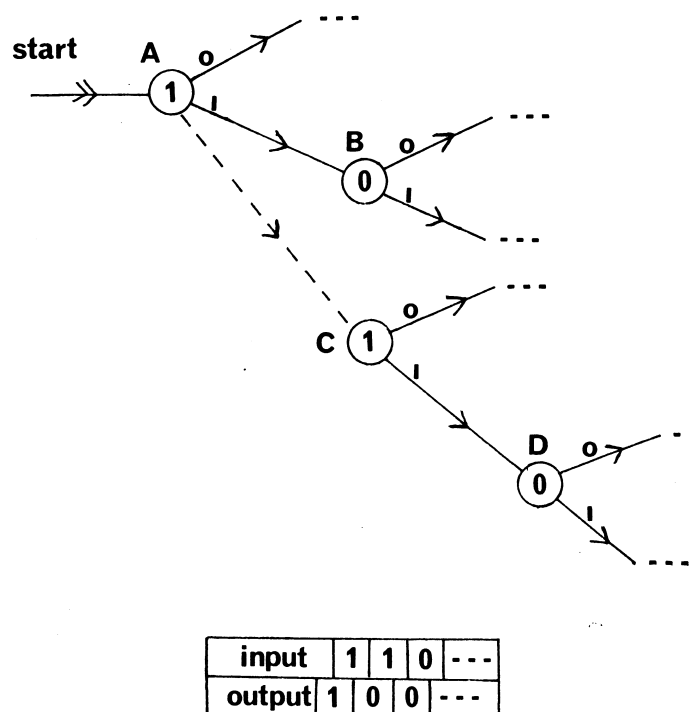 start
A
o
1
ı
B
o
0
ı
o
C
1
ı
D
o
0
ı
input 1 1 0 ---
output 1 0 0 ---